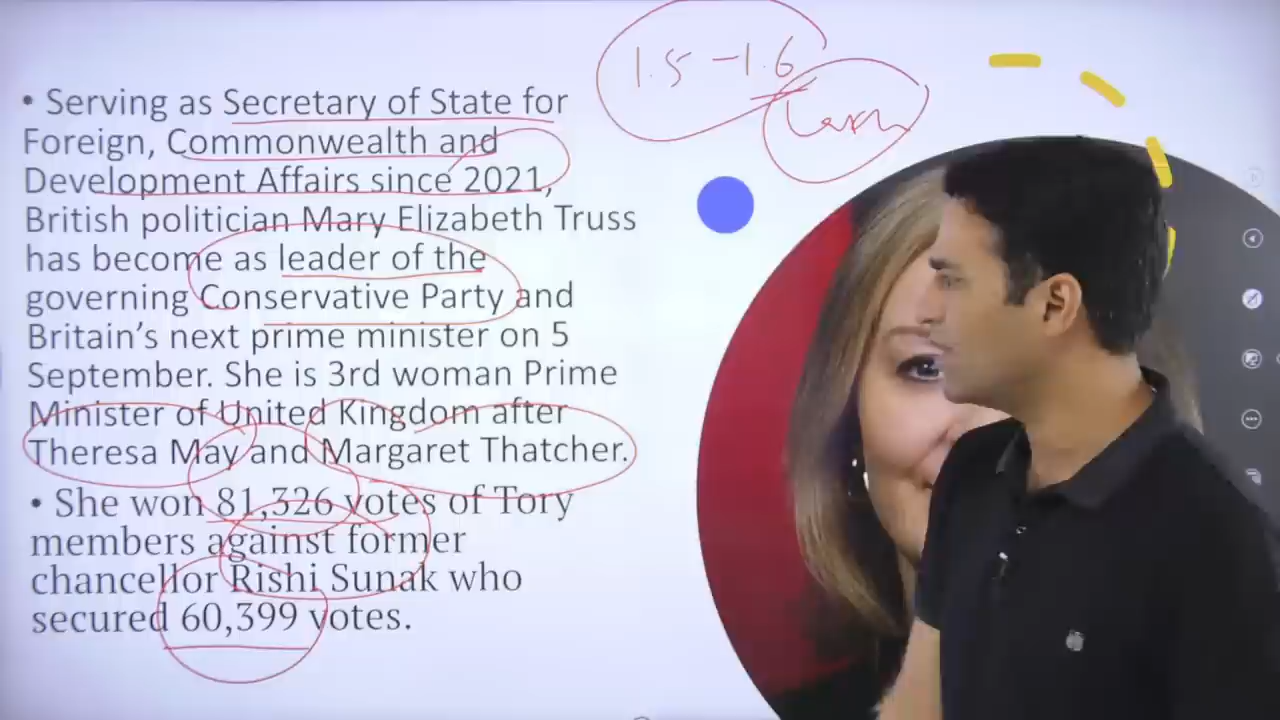 1.5 - 1.6
• Serving as Secretary of State for
Foreign, Commonwealth and
Development Affairs since 2021,
British politician Mary Elizabeth Truss
has become as leader of the
governing Conservative Party and
Britain’s next prime minister on 5
September. She is 3rd woman Prime
Minister of United Kingdom after
Theresa May and Margaret Thatcher.
• She won 81,326 votes of Tory
members against former
chancellor Rishi Sunak who
secured 60,399 votes.